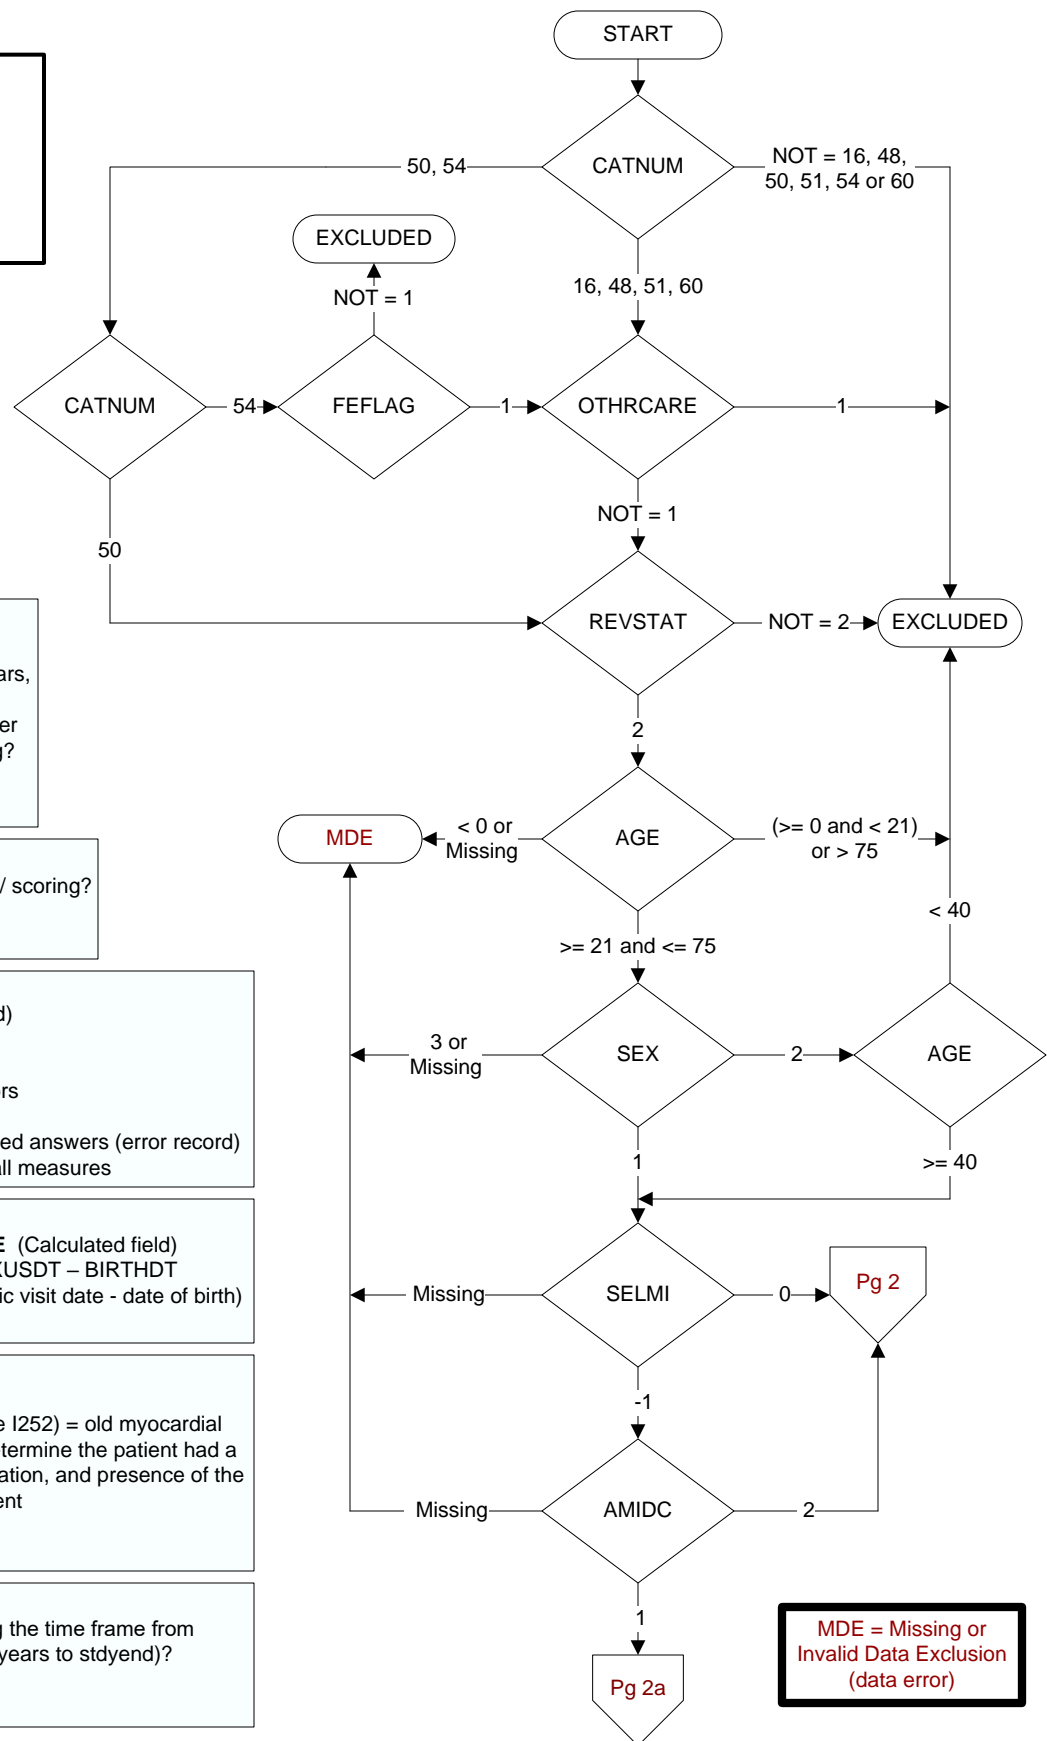 START
CATNUM
50, 54
NOT = 16, 48,
50, 51, 54 or 60
EXCLUDED
NOT = 1
16, 48, 51, 60
CATNUM
54
FEFLAG
1
OTHRCARE
1
NOT = 1
50
REVSTAT
NOT = 2
EXCLUDED
2
ars,
er
g?
MDE
< 0 or
Missing
AGE
(>= 0 and < 21)
or > 75
/ scoring?
< 40
>= 21 and <= 75
d)
3 or
Missing
SEX
2
AGE
rs
ed answers (error record)
all measures
1
>= 40
E (Calculated field)
KUSDT – BIRTHDT
ic visit date - date of birth)
Missing
SELMI
0
Pg 2
-1
e I252) = old myocardial
etermine the patient had a
ation, and presence of the
ent
Missing
AMIDC
2
1
g the time frame from
years to stdyend)?
Pg 2a
MDE = Missing or
Invalid Data Exclusion
(data error)